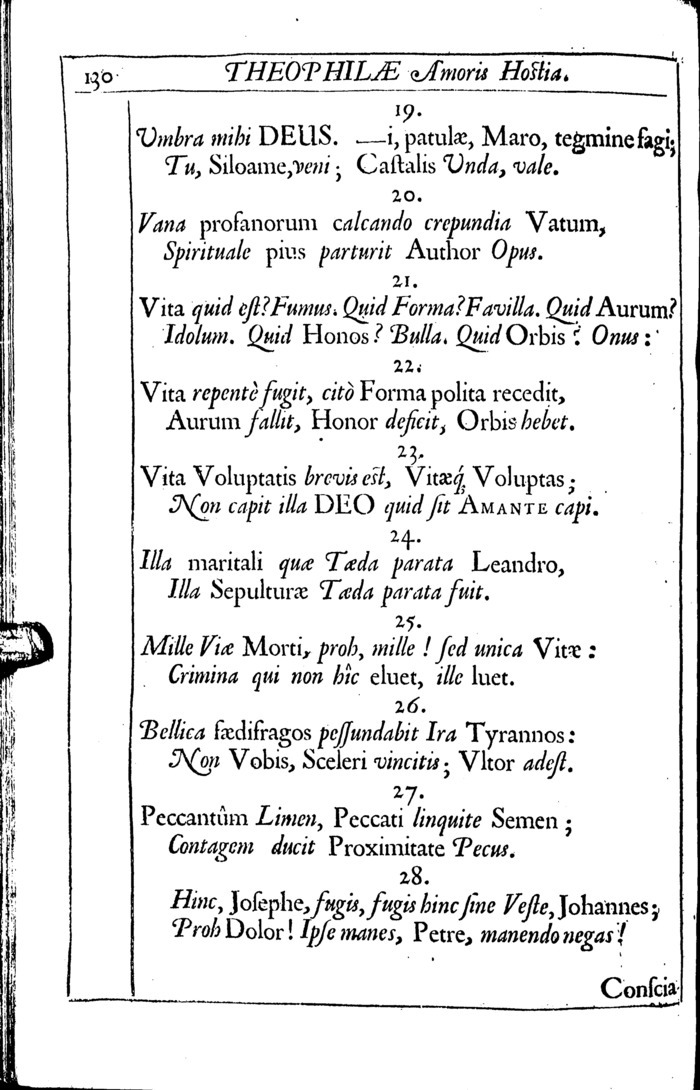 130 THEOPHILÆ Amoris Hoſtia.
19.
Umbra mihi DEUS. —i, patulæ, Maro, tegmine fagi;
Tu, Siloame, veni; Caſtalis Unda, vale.
20.
Vana profanorum calcando crepundia Vatum,
Spirituale pius parturit Author Opus.
21.
Vita quid eſt? Fumus. Quid Forma? Favilla. Quid Aurum?
Idolum. Quid Honos? Bulla. Quid Orbis? Onus:
22.
Vita repentè fugit, citò Forma polita recedit,
Aurum fallit, Honor deficit, Orbis hebet.
23.
Vita Voluptatis brevis eſt, Vitæq́; Voluptas;
Non capit illa DEO quid ſit AMANTE capi.
24.
Illa maritali quæ Tæda parata Leandro,
Illa Sepulturæ Tæda parata fuit.
25.
Mille Viæ Morti, proh, mille! ſed unica Vitæ:
Crimina qui non hîc eluet, ille luet.
26.
Bellica fædifragos peſſundabit Ira Tyrannos:
Non Vobis, Sceleri vincitis; Vltor adeſt.
27.
Peccantûm Limen, Peccati linquite Semen;
Contagem ducit Proximitate Pecus.
28.
Hinc, Joſephe, fugis, fugis hinc ſine Veſte, Johannes;
Proh Dolor! Ipſe manes, Petre, manendo negas!
Conſcia